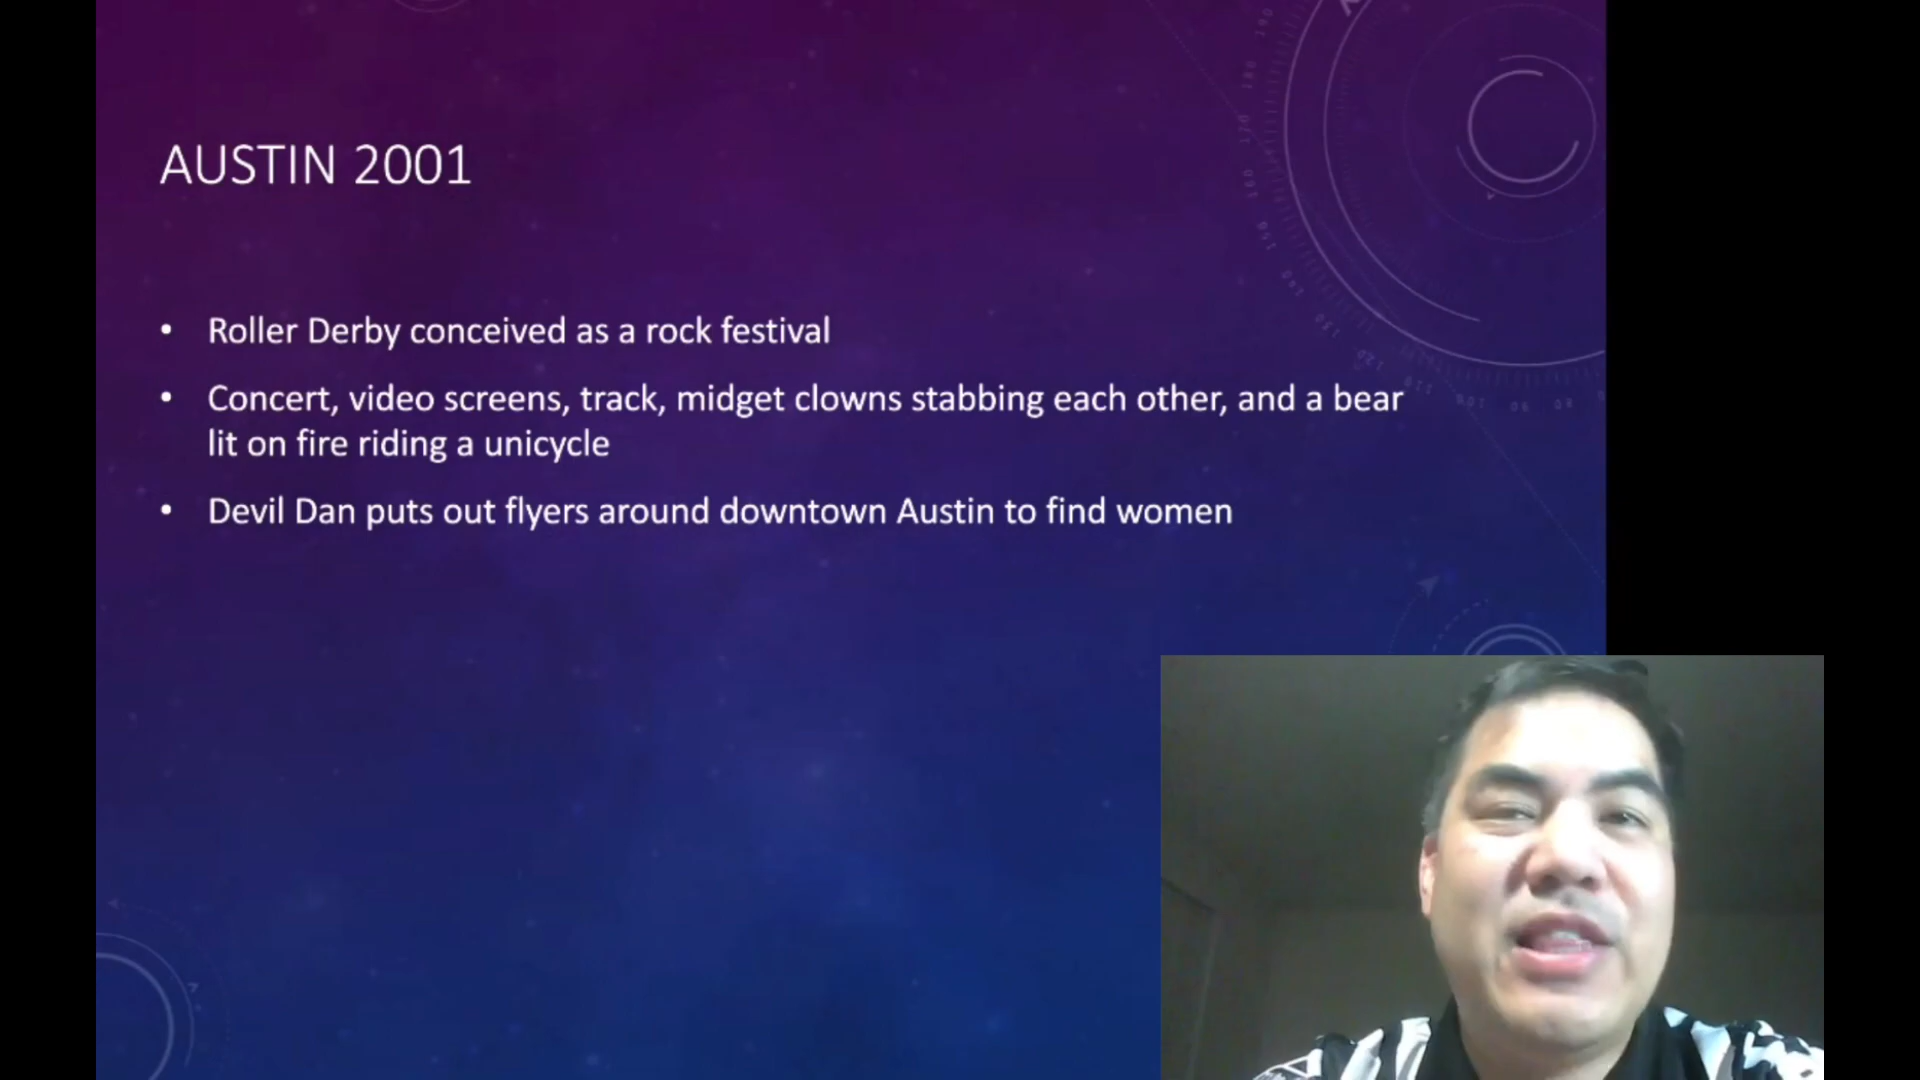 AUSTIN 2001
• Roller Derby conceived as a rock festival
• Concert, video screens, track, midget clowns stabbing each other, and a bear
lit on fire riding a unicycle
• Devil Dan puts out flyers around downtown Austin to find women